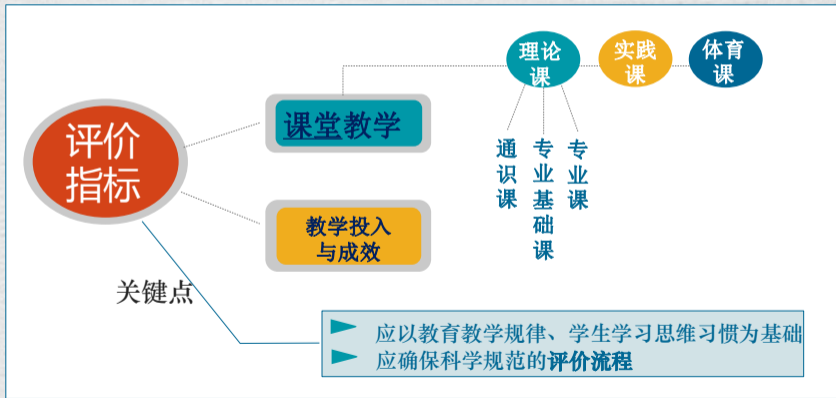 评价
指标
课堂教学
教学投入
与成效
理论
课
实践
课
体育
课
通识课
专业基础课
专业课
关键点
应以教育教学规律、学生学习思维习惯为基础
应确保科学规范的评价流程